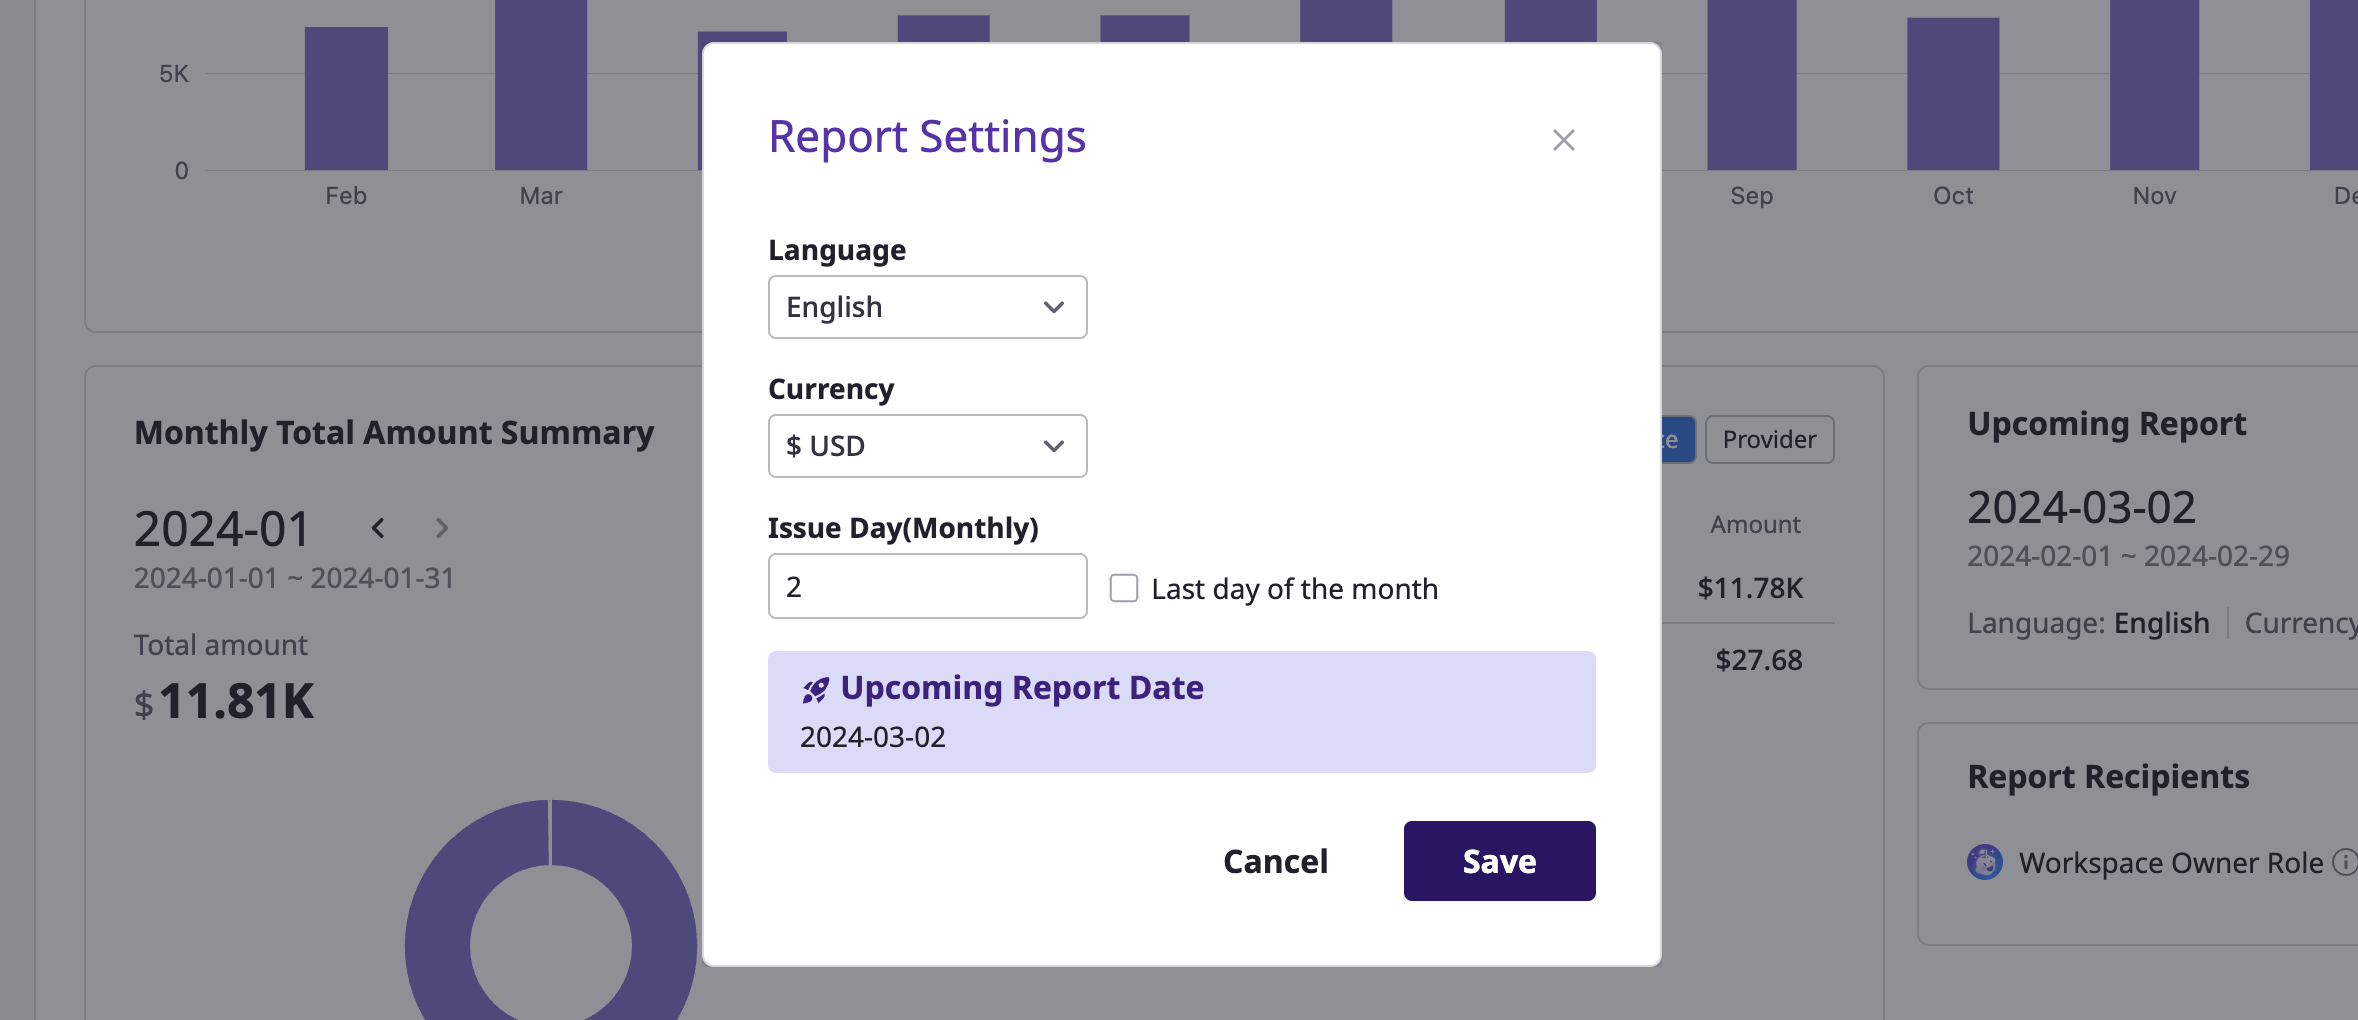 5K
0
Feb
Mar
Sep
Oct
Nov
Report Settings
Language
English
Currency
$ USD
Issue Day(Monthly)
2
Last day of the month
Upcoming Report Date
2024-03-02
Cancel
Save
Monthly Total Amount Summary
2024-01
2024-01-01 ~ 2024-01-31
Total amount
$11.81K
Provider
Amount
$11.78K
$27.68
Upcoming Report
2024-03-02
2024-02-01 ~ 2024-02-29
Language: English
Currency
Report Recipients
Workspace Owner Role